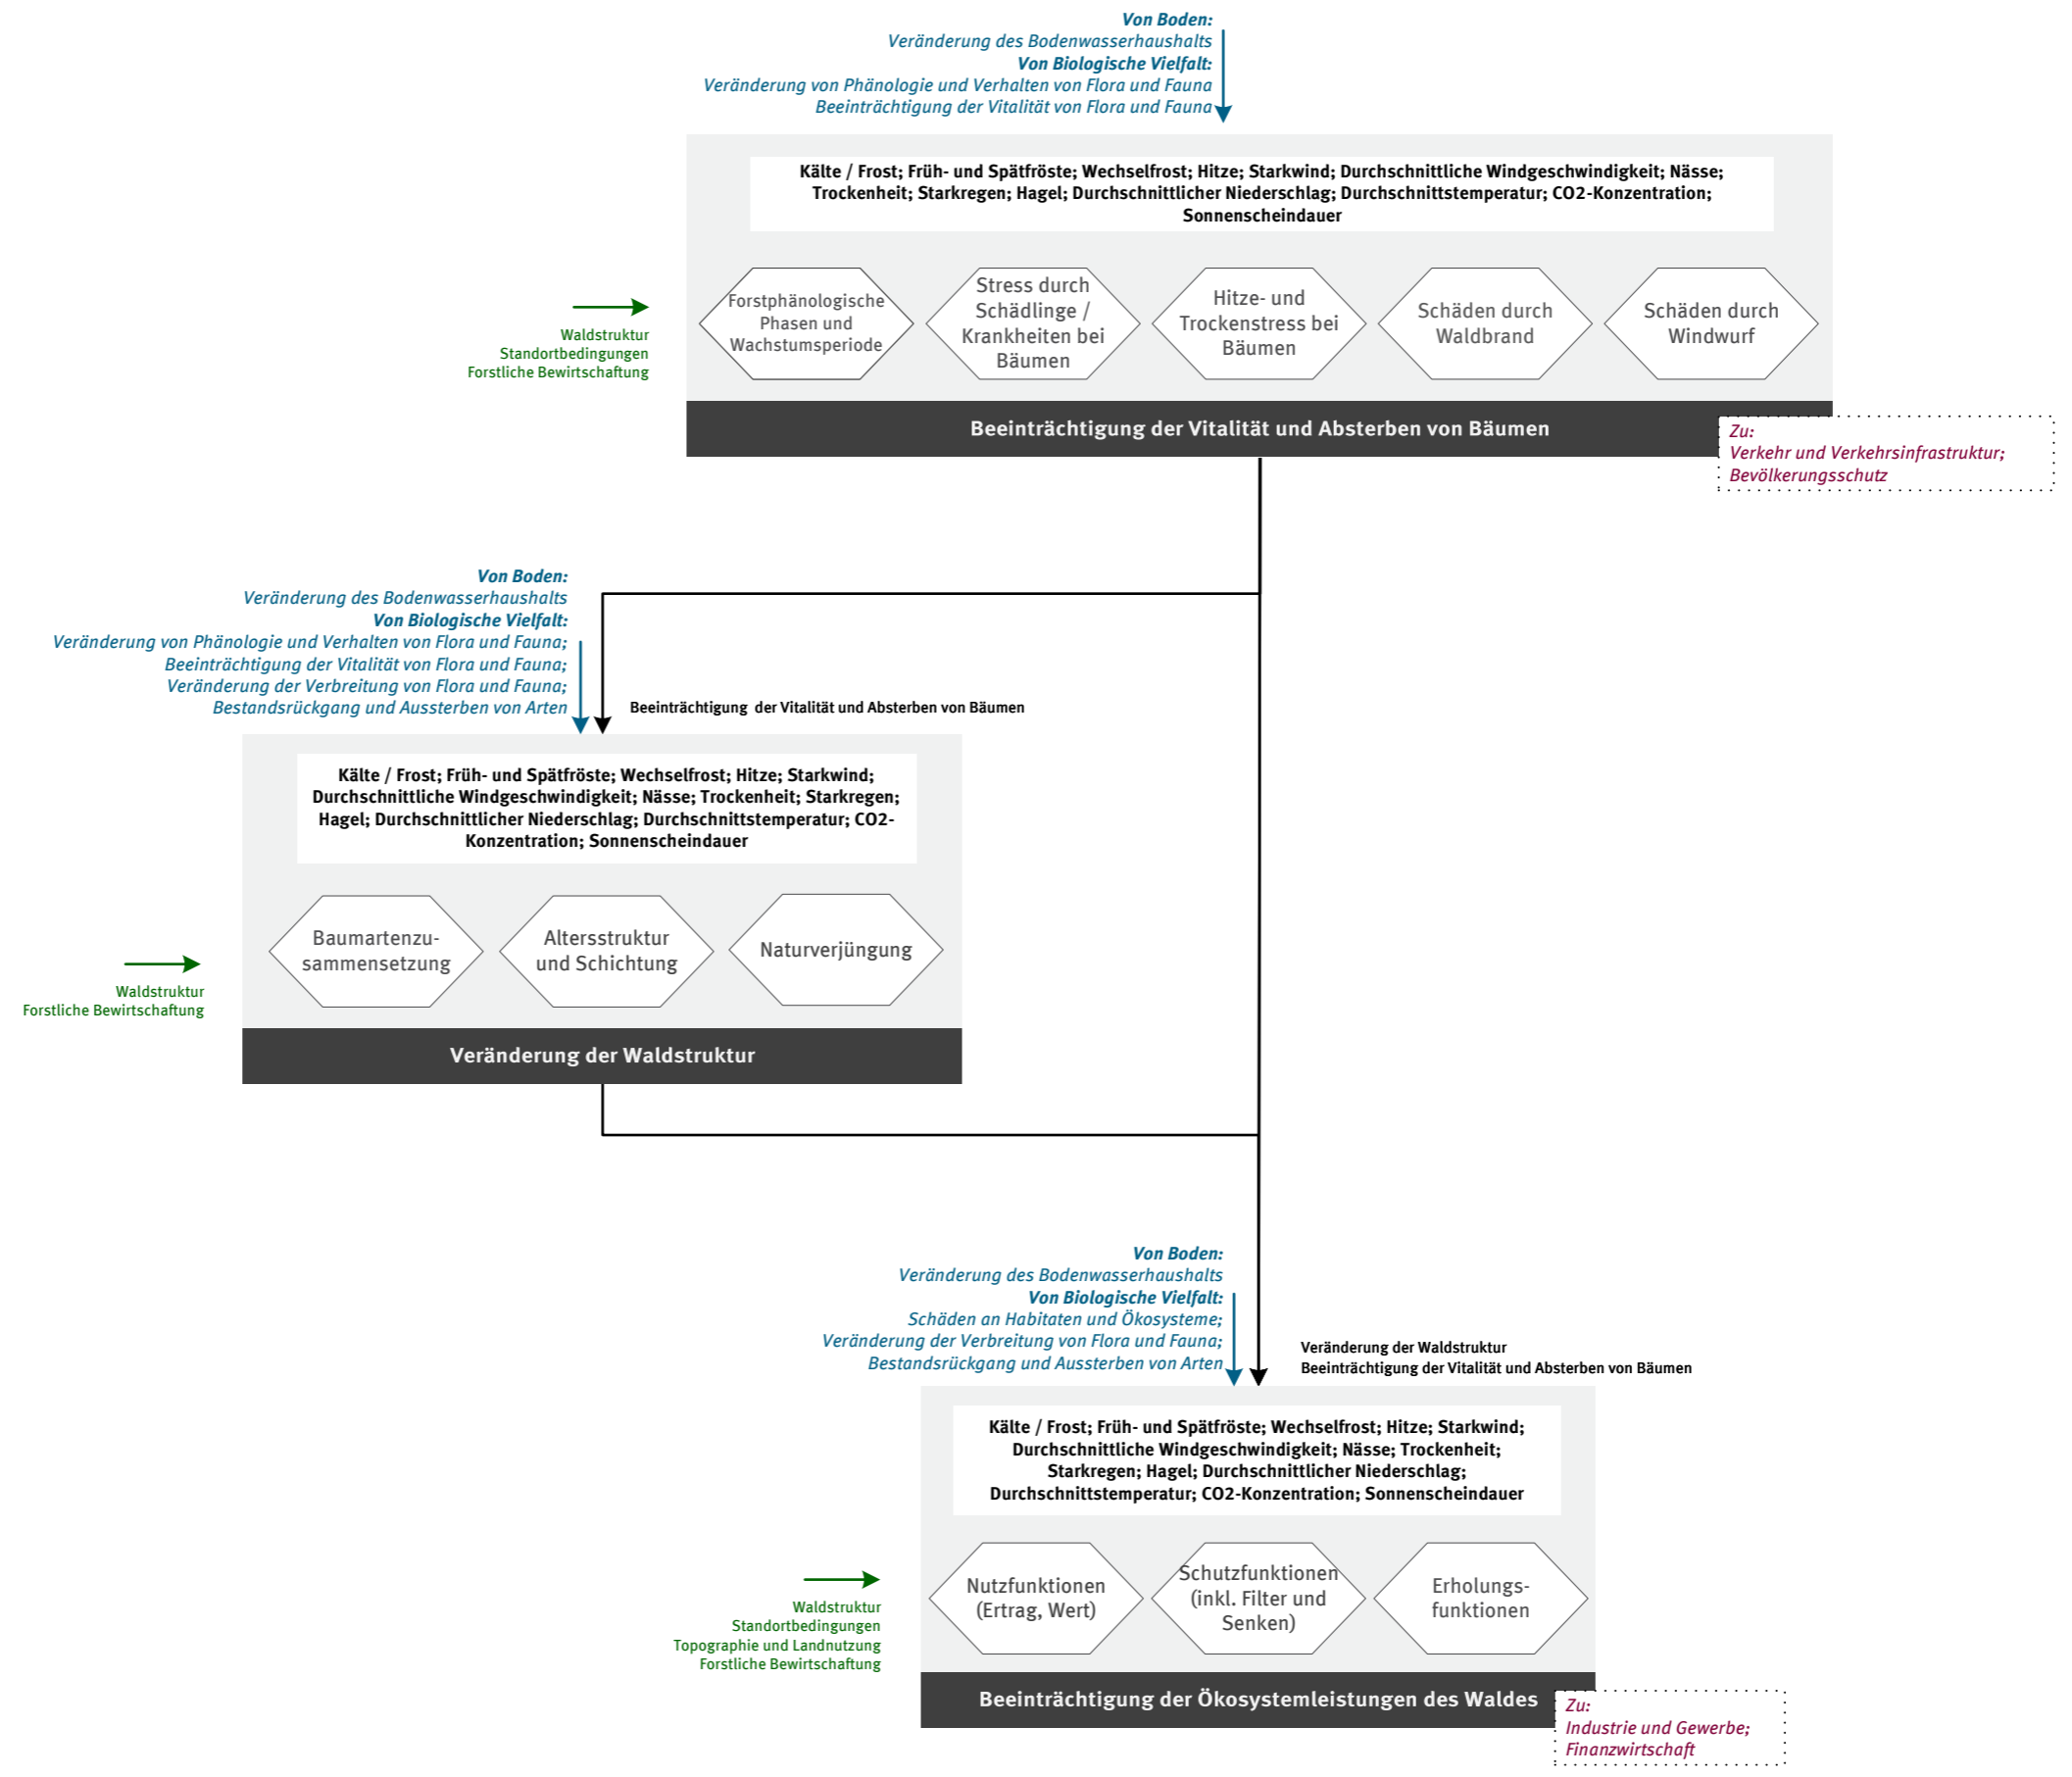 Von Boden:
Veränderung des Bodenwasserhaushalts
Von Biologische Vielfalt:
Veränderung von Phänologie und Verhalten von Flora und Fauna
Beeinträchtigung der Vitalität von Flora und Fauna
Kälte / Frost; Früh- und Spätfröste; Wechselfrost; Hitze; Starkwind; Durchschnittliche Windgeschwindigkeit; Nässe;
Trockenheit; Starkregen; Hagel; Durchschnittlicher Niederschlag; Durchschnittstemperatur; CO2-Konzentration;
Sonnenscheindauer
Waldstruktur
Standortbedingungen
Forstliche Bewirtschaftung
Forstphänologische
Phasen und
Wachstumsperiode
Stress durch
Schädlinge /
Krankheiten bei
Bäumen
Hitze- und
Trockenstress bei
Bäumen
Schäden durch
Waldbrand
Schäden durch
Windwurf
Beeinträchtigung der Vitalität und Absterben von Bäumen
Zu:
Verkehr und Verkehrsinfrastruktur;
Bevölkerungsschutz
Von Boden:
Veränderung des Bodenwasserhaushalts
Von Biologische Vielfalt:
Veränderung von Phänologie und Verhalten von Flora und Fauna;
Beeinträchtigung der Vitalität von Flora und Fauna;
Veränderung der Verbreitung von Flora und Fauna;
Bestandsrückgang und Aussterben von Arten
Beeinträchtigung der Vitalität und Absterben von Bäumen
Kälte / Frost; Früh- und Spätfröste; Wechselfrost; Hitze; Starkwind;
Durchschnittliche Windgeschwindigkeit; Nässe; Trockenheit; Starkregen;
Hagel; Durchschnittlicher Niederschlag; Durchschnittstemperatur; CO2-
Konzentration; Sonnenscheindauer
Waldstruktur
Forstliche Bewirtschaftung
Baumartenzu-
sammensetzung
Altersstruktur
und Schichtung
Naturverjüngung
Veränderung der Waldstruktur
Von Boden:
Veränderung des Bodenwasserhaushalts
Von Biologische Vielfalt:
Schäden an Habitaten und Ökosysteme;
Veränderung der Verbreitung von Flora und Fauna;
Bestandsrückgang und Aussterben von Arten
Veränderung der Waldstruktur
Beeinträchtigung der Vitalität und Absterben von Bäumen
Kälte / Frost; Früh- und Spätfröste; Wechselfrost; Hitze; Starkwind;
Durchschnittliche Windgeschwindigkeit; Nässe; Trockenheit;
Starkregen; Hagel; Durchschnittlicher Niederschlag;
Durchschnittstemperatur; CO2-Konzentration; Sonnenscheindauer
Waldstruktur
Standortbedingungen
Topographie und Landnutzung
Forstliche Bewirtschaftung
Nutzfunktionen
(Ertrag, Wert)
Schutzfunktionen
(inkl. Filter und
Senken)
Erholungs-
funktionen
Beeinträchtigung der Ökosystemleistungen des Waldes
Zu:
Industrie und Gewerbe;
Finanzwirtschaft